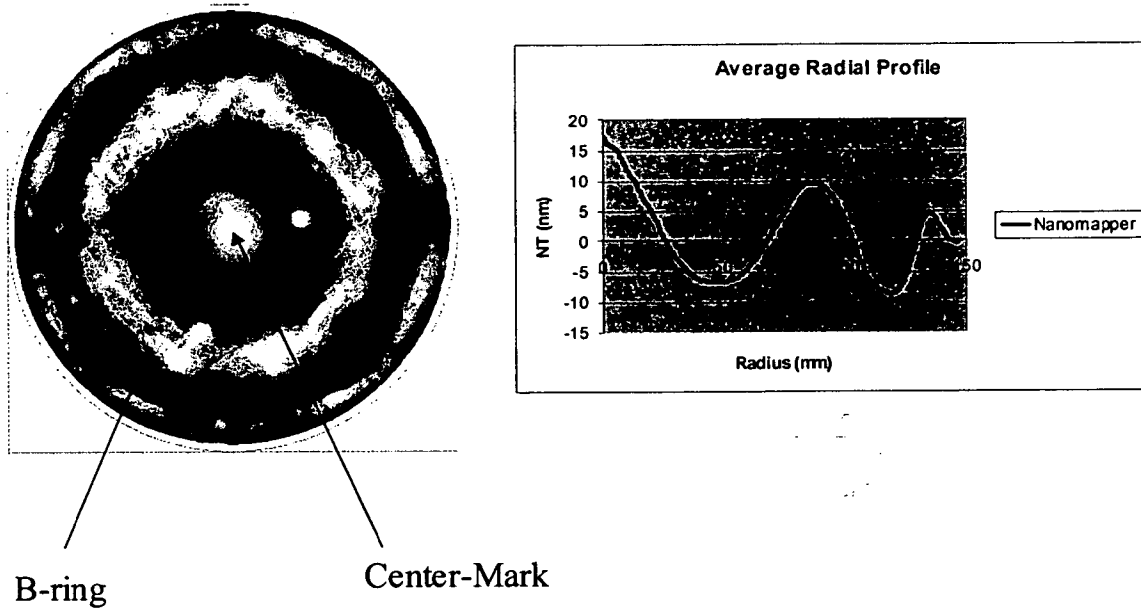 Average Radial Profile
20
15
10
5
0
-5
-10
-15
NT (nm)
0
Radius (mm)
Nanomapper
B-ring
Center-Mark